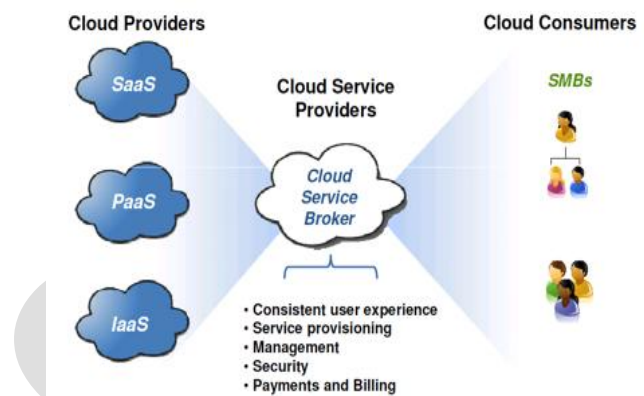 Cloud Providers
SaaS
PaaS
IaaS
Cloud Service
Providers
Cloud
Service
Broker
• Consistent user experience
• Service provisioning
• Management
• Security
• Payments and Billing
Cloud Consumers
SMBs